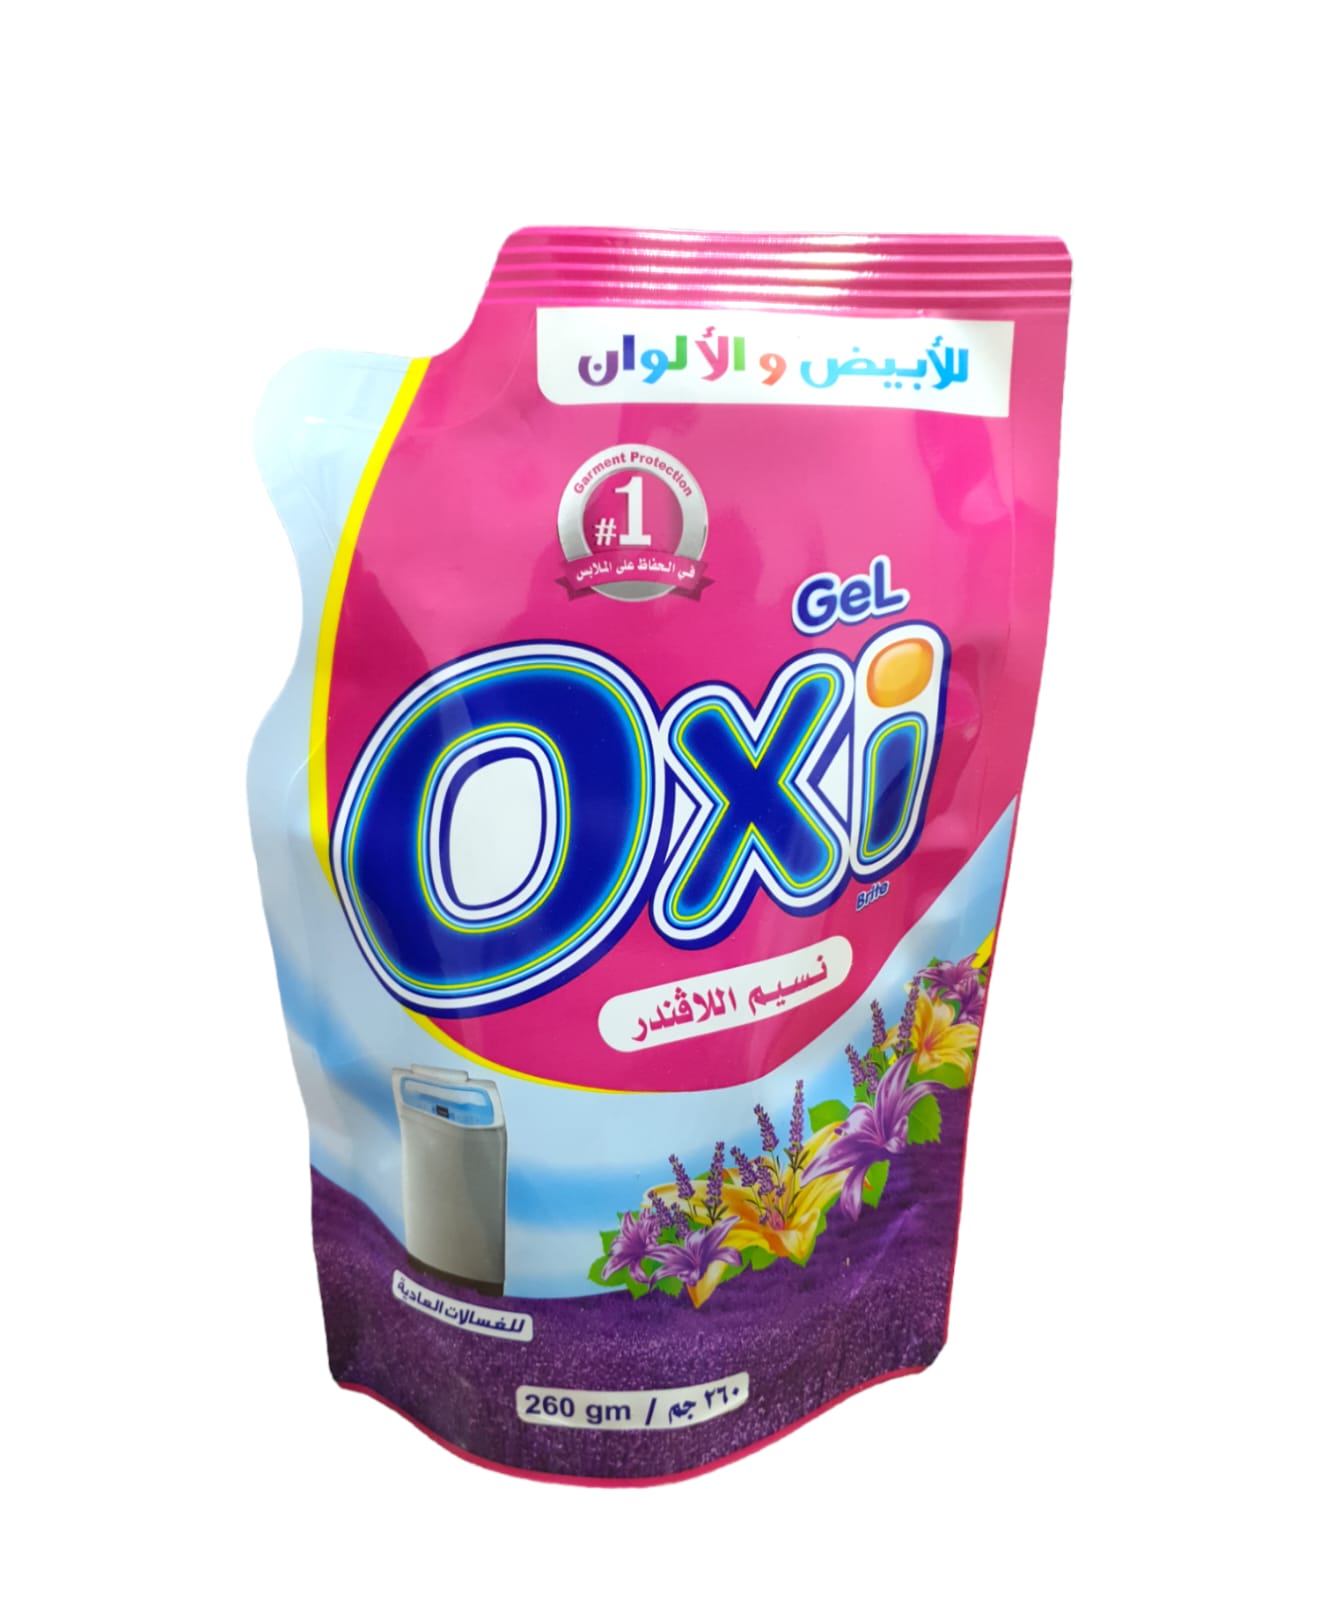 للأبيض و الألوان
Garment Protection
#1
في الحفاظ على الملابس
GeL
Oxi
Brite
نسيم اللاڤندر
للغسالات العادية
260 gm / ٢٦٠ جم